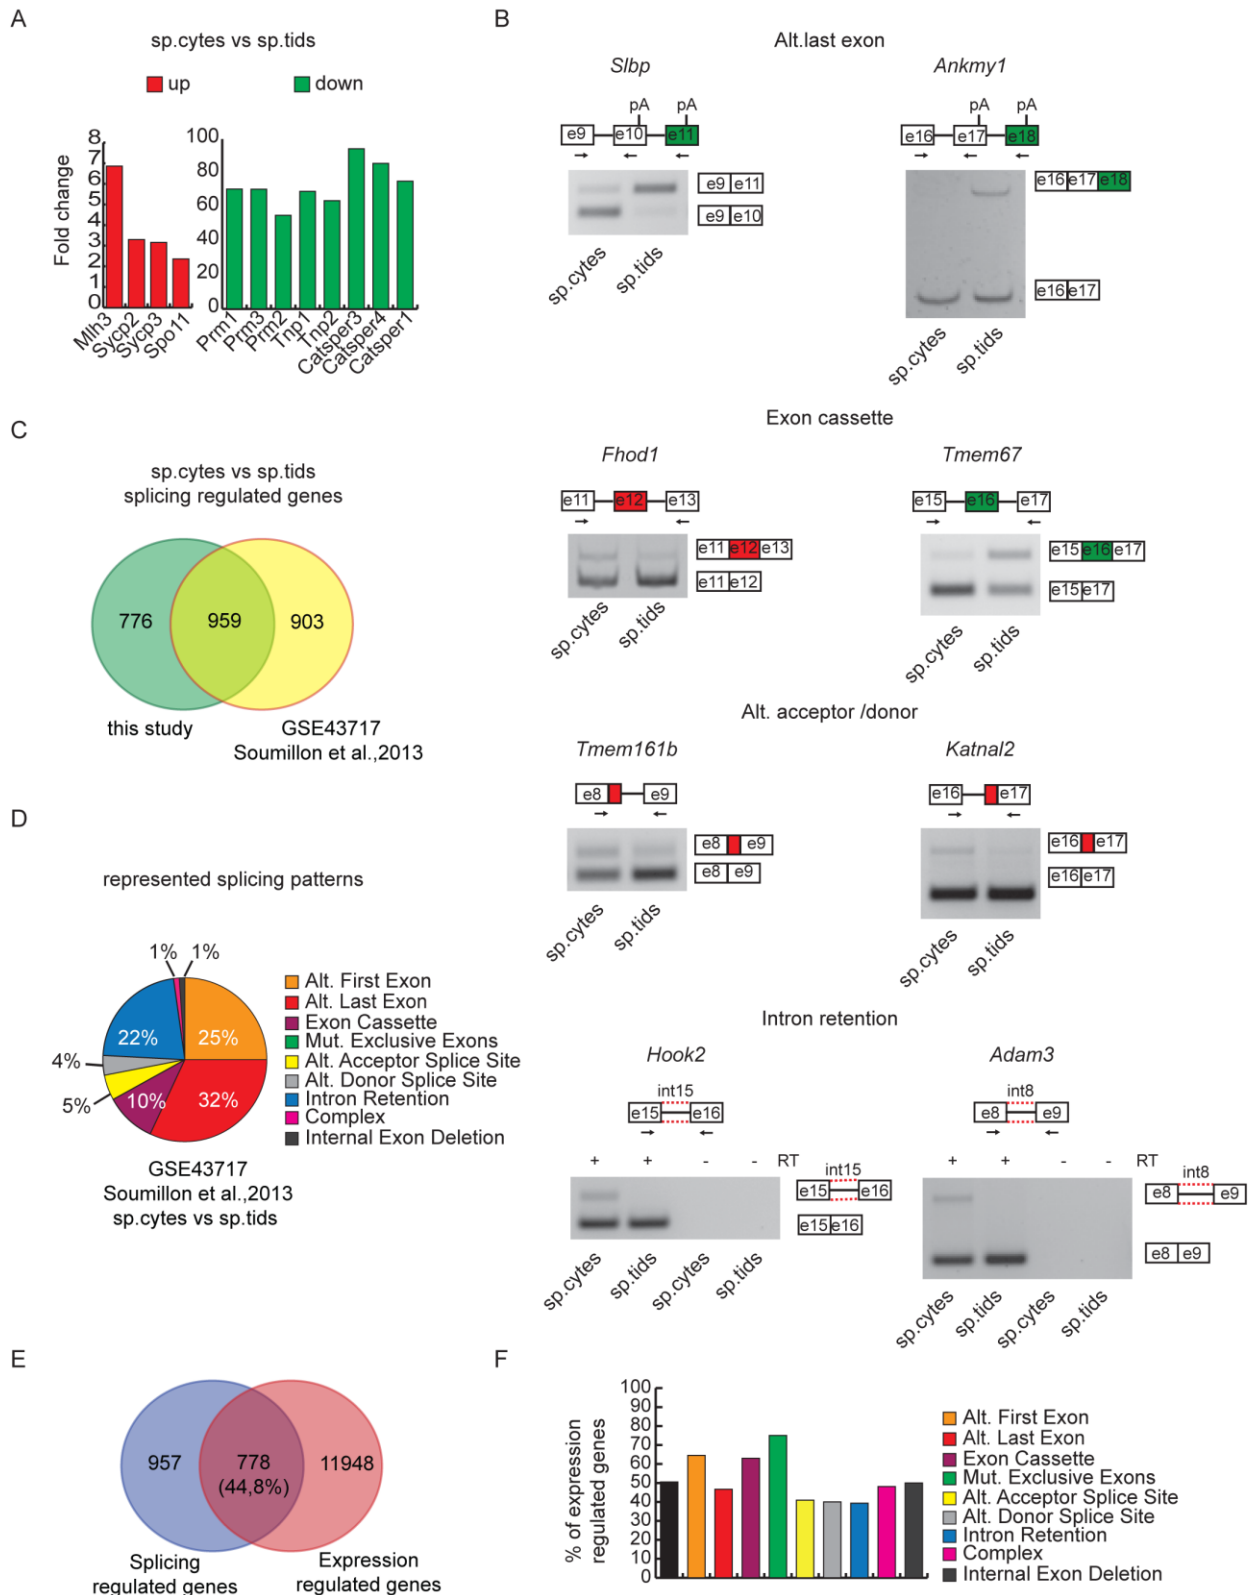 A
sp.cytes vs sp.tids
up
down
Fold change
8
7
6
5
4
3
2
1
0
Mlh3
Sycp2
Sycp3
Spo11
100
80
60
40
20
0
Prm1
Prm3
Prm2
Tnp1
Tnp2
Catsper3
Catsper4
Catsper1
B
Alt.last exon
Slbp
pA pA
e9 e10 e11
e9 e11
e9 e10
sp.cytes
sp.tids
Ankmy1
pA pA
e16 e17 e18
e16 e17 e18
e16 e17
sp.cytes
sp.tids
Exon cassette
Fhod1
e11 e12 e13
e11 e12 e13
e11 e12
sp.cytes
sp.tids
Tmem67
e15 e16 e17
e15 e16 e17
e15 e17
sp.cytes
sp.tids
Alt. acceptor /donor
Tmem161b
e8 e9
e8 e9
e8 e9
sp.cytes
sp.tids
Katnal2
e16 e17
e16 e17
e16 e17
sp.cytes
sp.tids
Intron retention
Hook2
int15
e15 e16
+ + - - RT
int15
e15 e16
e15 e16
sp.cytes
sp.tids
sp.cytes
sp.tids
Adam3
int8
e8 e9
+ + - - RT
int8
e8 e9
e8 e9
sp.cytes
sp.tids
sp.cytes
sp.tids
C
sp.cytes vs sp.tids
splicing regulated genes
776 959 903
this study
GSE43717
Soumillon et al.,2013
D
represented splicing patterns
1% 1%
22% 25%
4%
5%
10% 32%
Alt. First Exon
Alt. Last Exon
Exon Cassette
Mut. Exclusive Exons
Alt. Acceptor Splice Site
Alt. Donor Splice Site
Intron Retention
Complex
Internal Exon Deletion
GSE43717
Soumillon et al.,2013
sp.cytes vs sp.tids
E
957 778 11948
(44,8%)
Splicing
regulated genes
Expression
regulated genes
F
% of expression
regulated genes
100
90
80
70
60
50
40
30
20
10
0
Alt. First Exon
Alt. Last Exon
Exon Cassette
Mut. Exclusive Exons
Alt. Acceptor Splice Site
Alt. Donor Splice Site
Intron Retention
Complex
Internal Exon Deletion